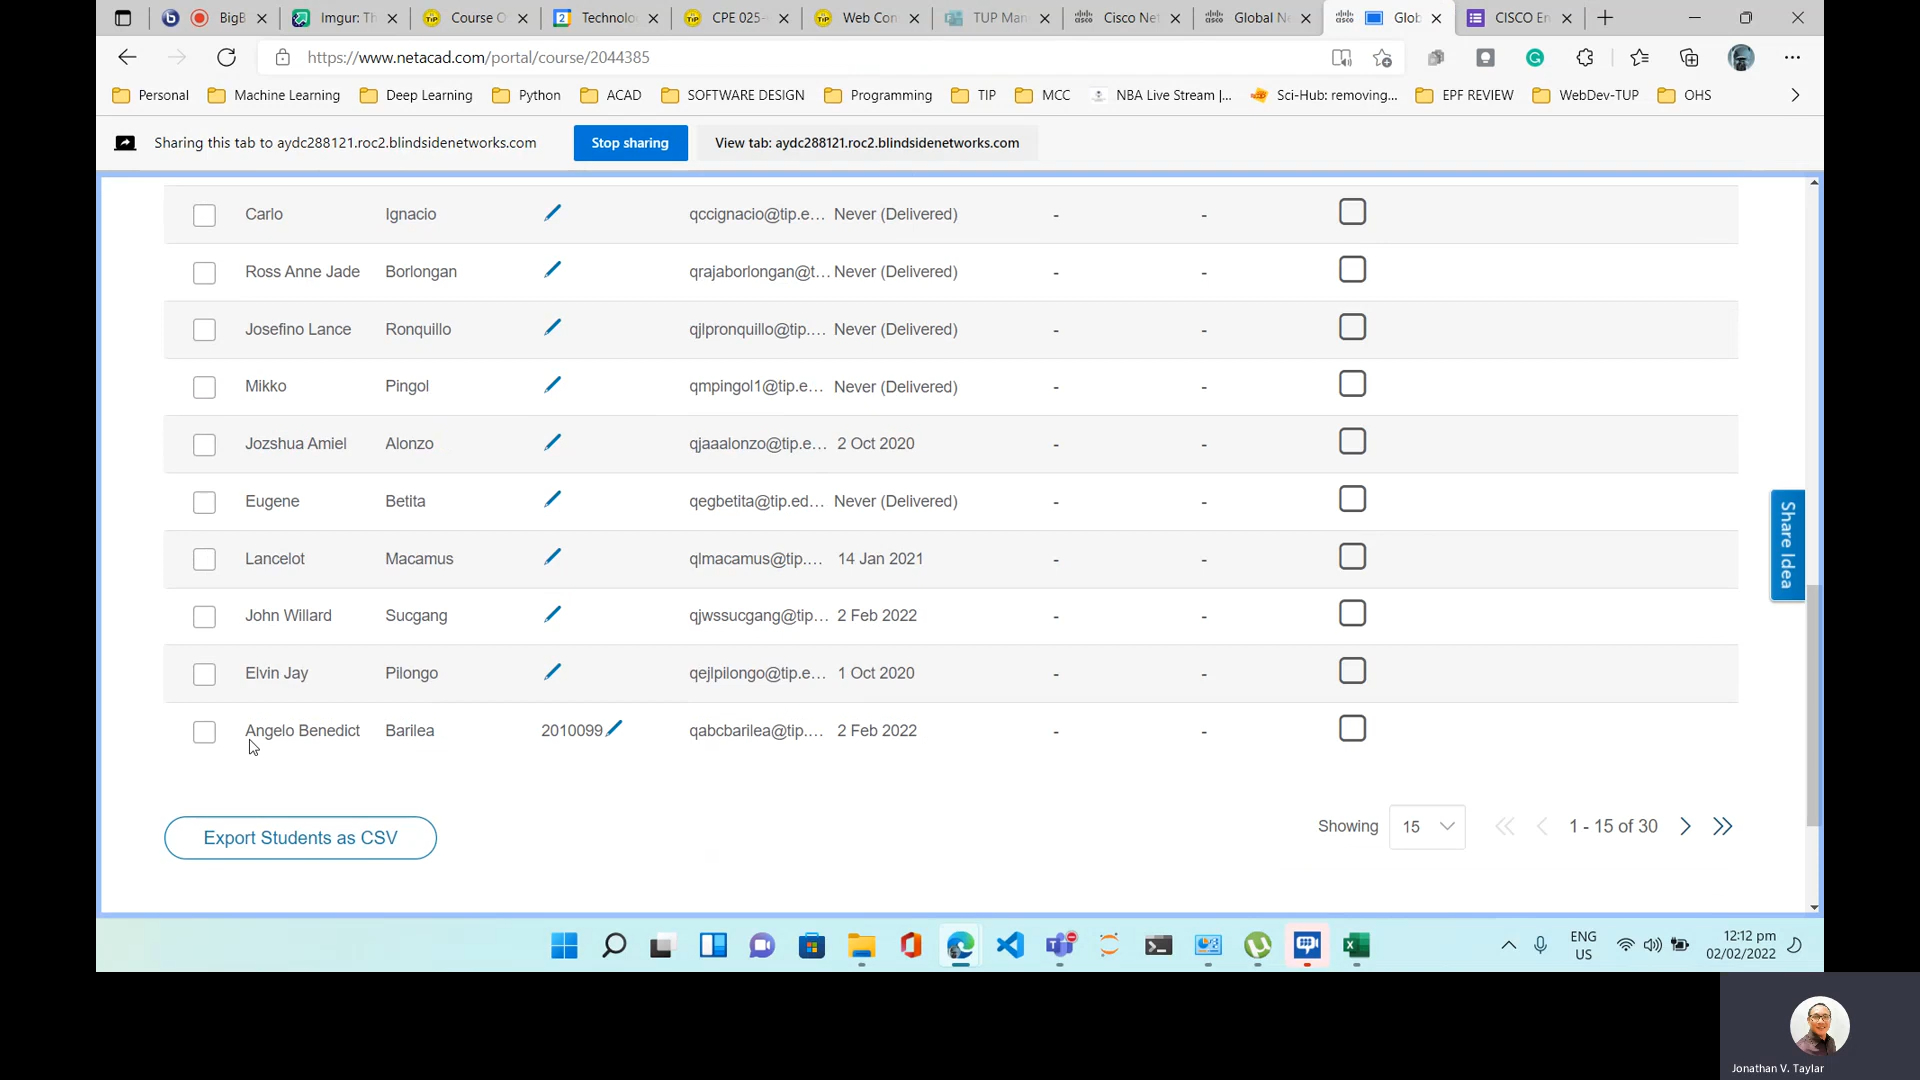 BigB
Imgur: Th
Course O
Technolo
CPE 025-
Web Con
TUP Man
Cisco Net
Global Ne
Glob
CISCO En
https://www.netacad.com/portal/course/2044385
Personal
Machine Learning
Deep Learning
Python
ACAD
SOFTWARE DESIGN
Programming
TIP
MCC
NBA Live Stream |...
Sci-Hub: removing...
EPF REVIEW
WebDev-TUP
OHS
Sharing this tab to aydc288121.roc2.blindsidenetworks.com
Stop sharing
View tab: aydc288121.roc2.blindsidenetworks.com
Carlo Ignacio qccignacio@tip.e... Never (Delivered) - -
Ross Anne Jade Borlongan qrajaborlongan@t... Never (Delivered) - -
Josefino Lance Ronquillo qjlpronquillo@tip.... Never (Delivered) - -
Mikko Pingol qmpingol1@tip.e... Never (Delivered) - -
Jozshua Amiel Alonzo qjaaalonzo@tip.e... 2 Oct 2020 - -
Eugene Betita qegbetita@tip.ed... Never (Delivered) - -
Lancelot Macamus qlmacamus@tip.... 14 Jan 2021 - -
John Willard Sucgang qjwssucgang@tip... 2 Feb 2022 - -
Elvin Jay Pilongo qejlpilongo@tip.e... 1 Oct 2020 - -
Angelo Benedict Barilea 2010099 qabcbarilea@tip.... 2 Feb 2022 - -
Share Idea
Export Students as CSV
Showing 15 1 - 15 of 30
ENG
US
12:12 pm
02/02/2022
Jonathan V. Taylar